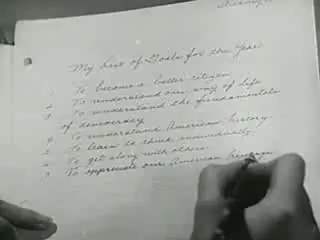 My List of Goals for the Year
1. To become a better citizen
2. To understand our way of life
3. To understand the fundamentals
of democracy
4. To understand American history.
5. To learn to think individually.
6. To get along with others.
7. To appreciate our American